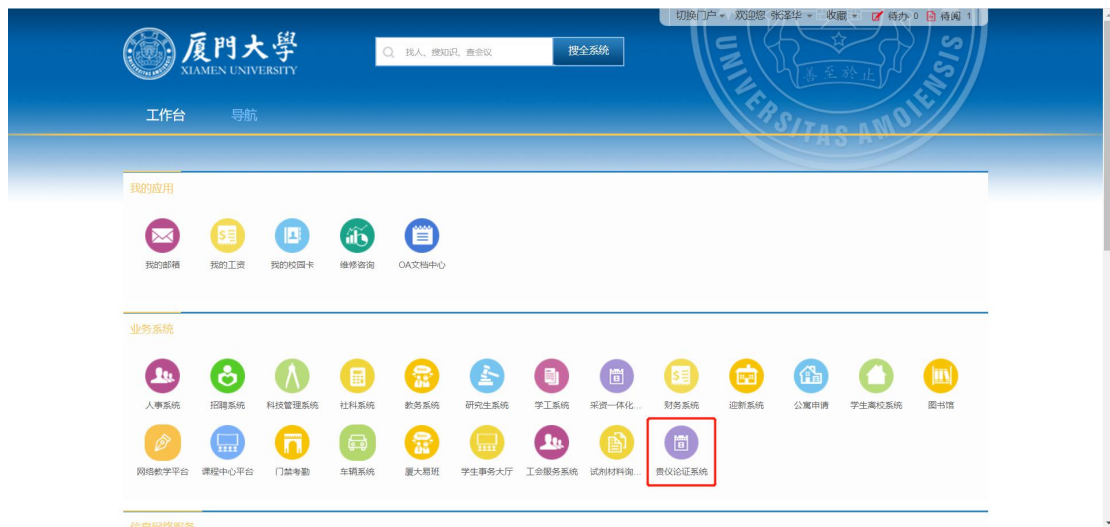 切换门户 欢迎您 张泽华 收藏 待办 0 待阅 1
厦門大學
XIAMEN UNIVERSITY
找人、搜知识、查会议 搜全系统
善至於止
UNIVERSITAS AMOIENSIS
工作台 导航
我的应用
我的邮箱 我的工资 我的校园卡 维修咨询 OA文档中心
业务系统
人事系统 招聘系统 科技管理系统 社科系统 教务系统 研究生系统 学工系统 采资一体化... 财务系统 迎新系统 公寓申请 学生离校系统 图书馆
网络教学平台 课程中心平台 门禁考勤 车辆系统 厦大易班 学生事务大厅 工会服务系统 试剂材料询... 贵仪论证系统
信息网络服务